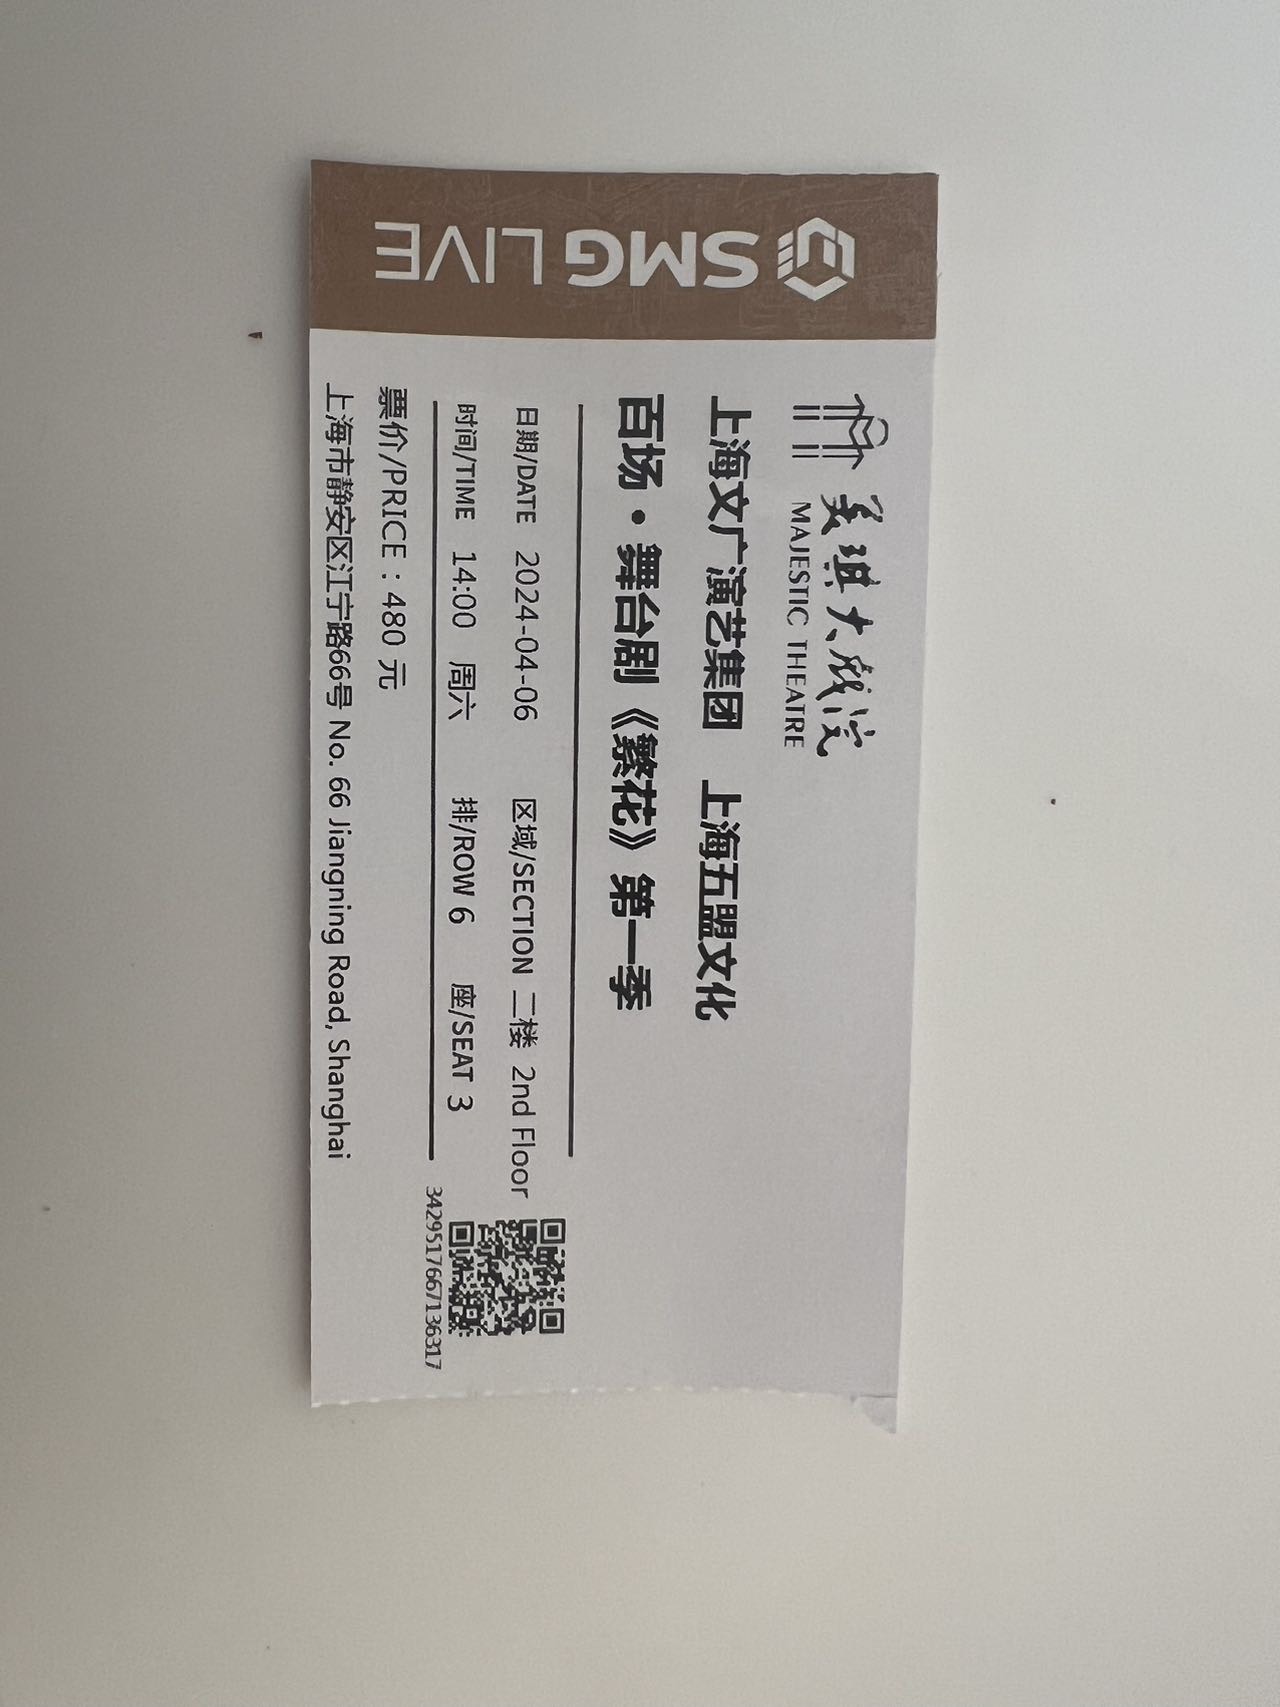 SMG LIVE
美琪大戏院
MAJESTIC THEATRE
上海文广演艺集团 上海五盟文化
百场·舞台剧《繁花》第一季
日期/DATE 2024-04-06 区域/SECTION 二楼 2nd Floor
时间/TIME 14:00 周六 排/ROW 6 座/SEAT 3
3429517667136317
票价/PRICE : 480 元
上海市静安区江宁路66号 No. 66 Jiangning Road, Shanghai